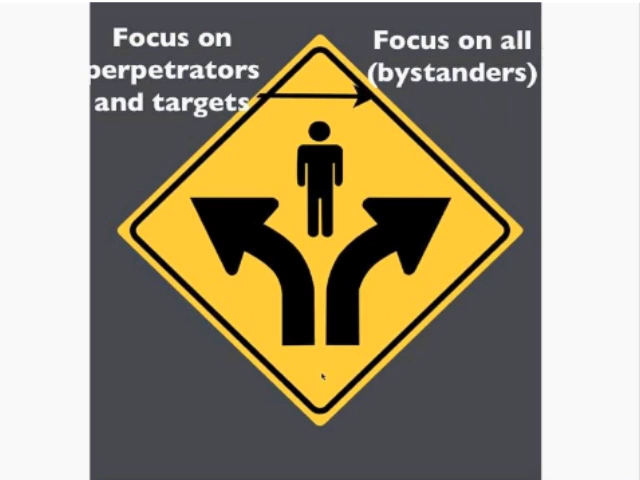 Focus on
perpetrators
and targets
Focus on all
(bystanders)